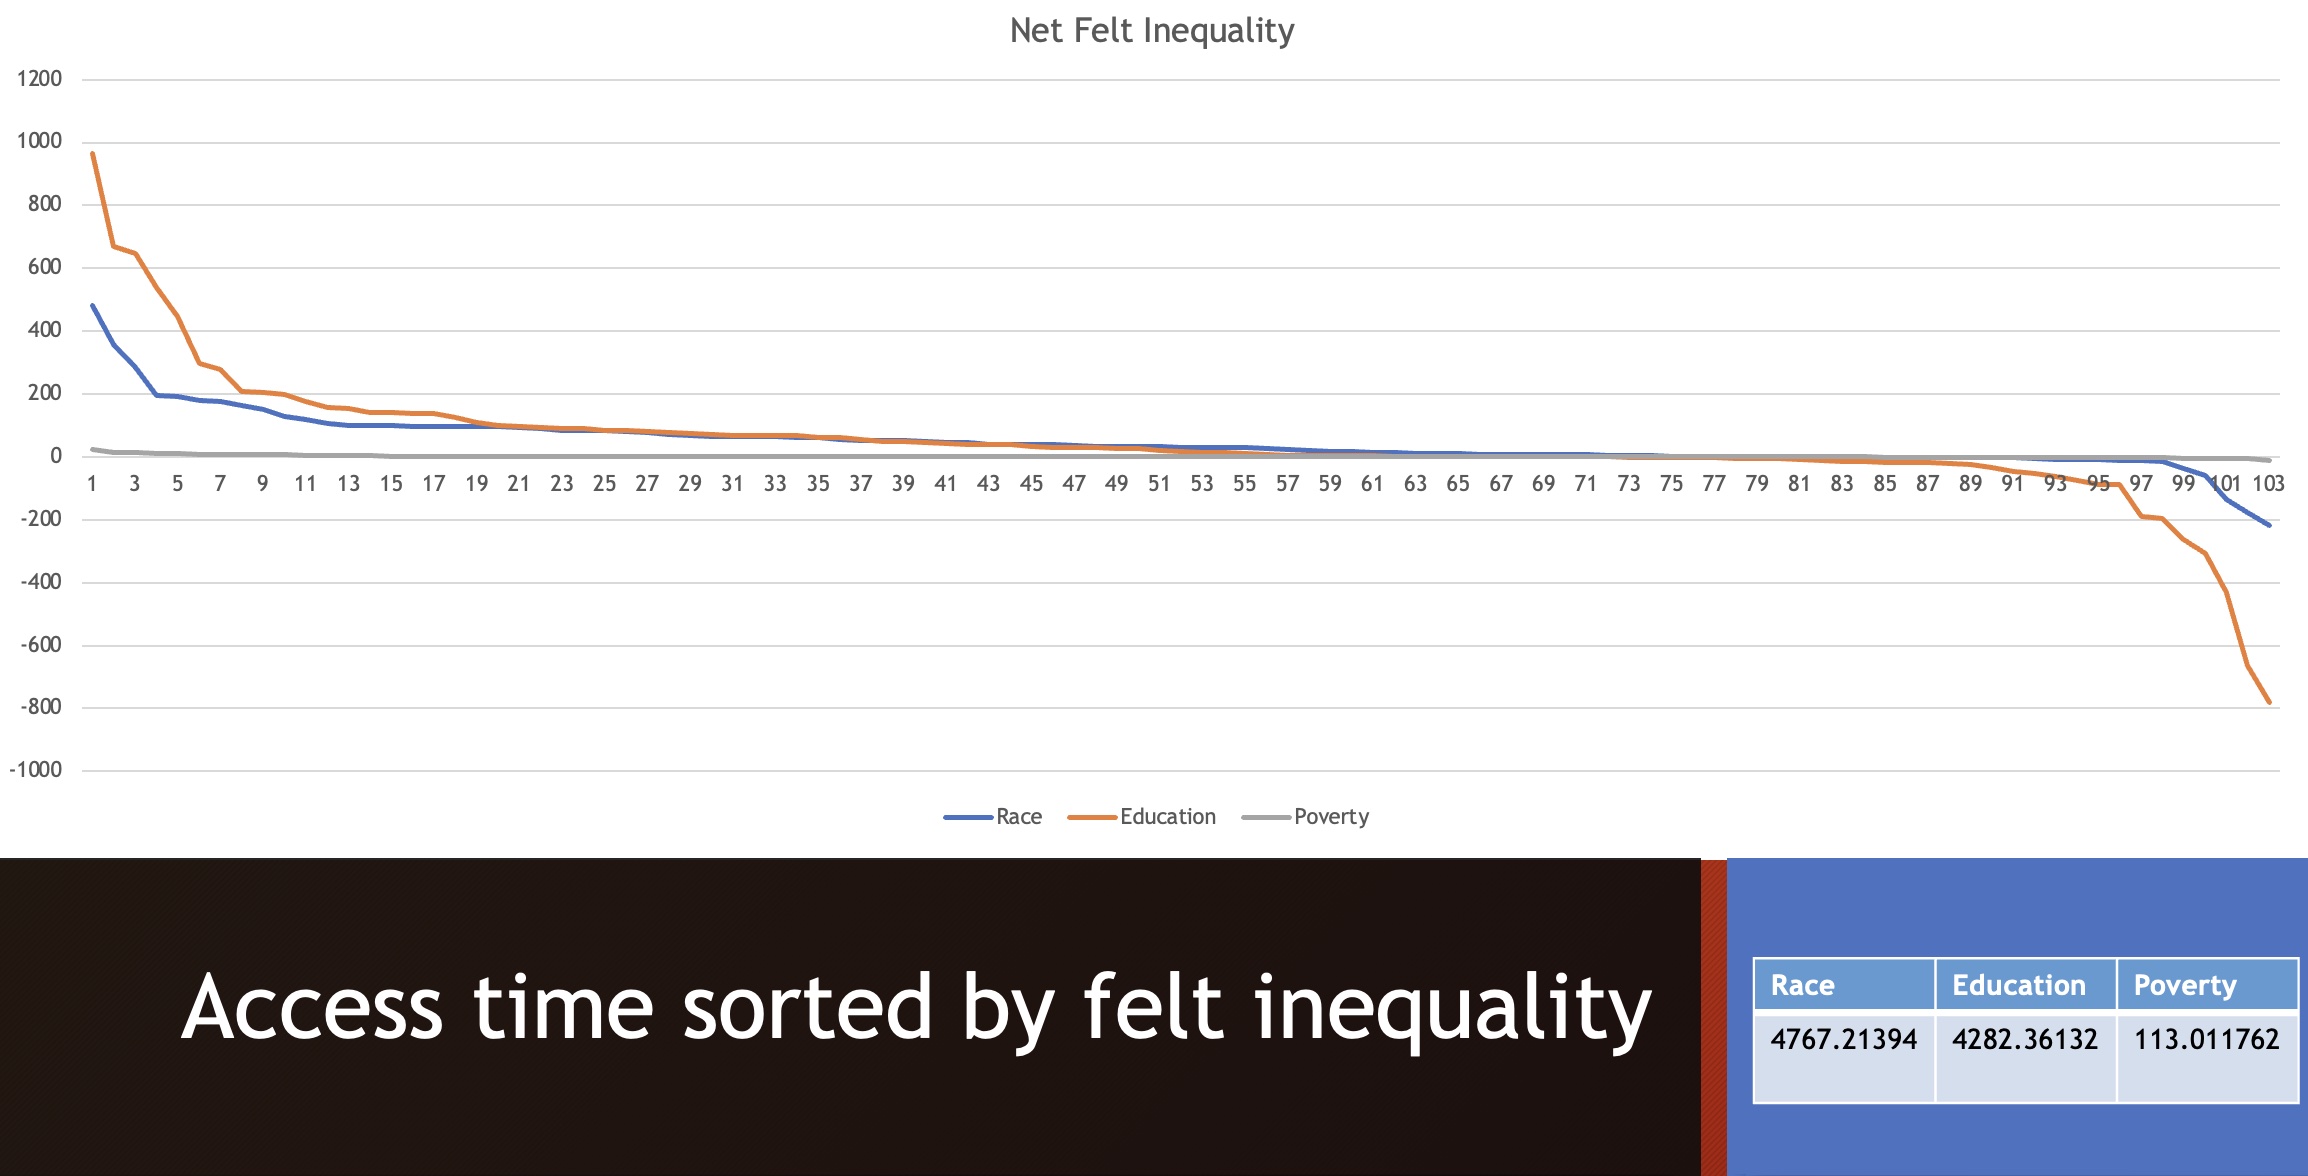 Net Felt Inequality
1200
1000
800
600
400
200
0
-200
-400
-600
-800
-1000
1 3 5 7 9 11 13 15 17 19 21 23 25 27 29 31 33 35 37 39 41 43 45 47 49 51 53 55 57 59 61 63 65 67 69 71 73 75 77 79 81 83 85 87 89 91 93 95 97 99 101 103
Race Education Poverty
Access time sorted by felt inequality
Race Education Poverty
4767.21394 4282.36132 113.011762